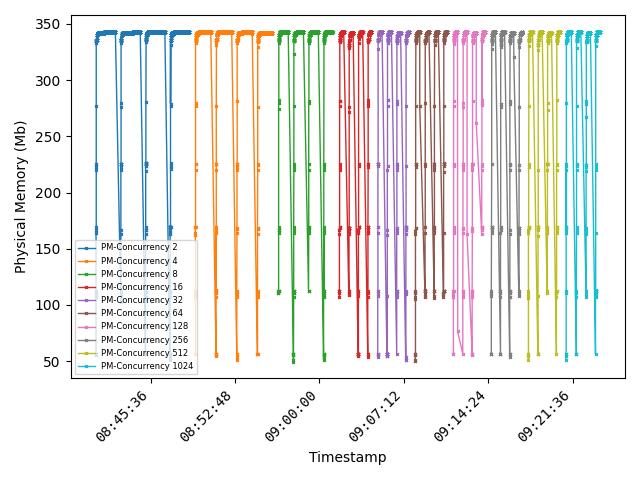 350
300
250
200
150
100
50
Physical Memory (Mb)
PM-Concurrency 2
PM-Concurrency 4
PM-Concurrency 8
PM-Concurrency 16
PM-Concurrency 32
PM-Concurrency 64
PM-Concurrency 128
PM-Concurrency 256
PM-Concurrency 512
PM-Concurrency 1024
08:45:36
08:52:48
09:00:00
09:07:12
09:14:24
09:21:36
Timestamp